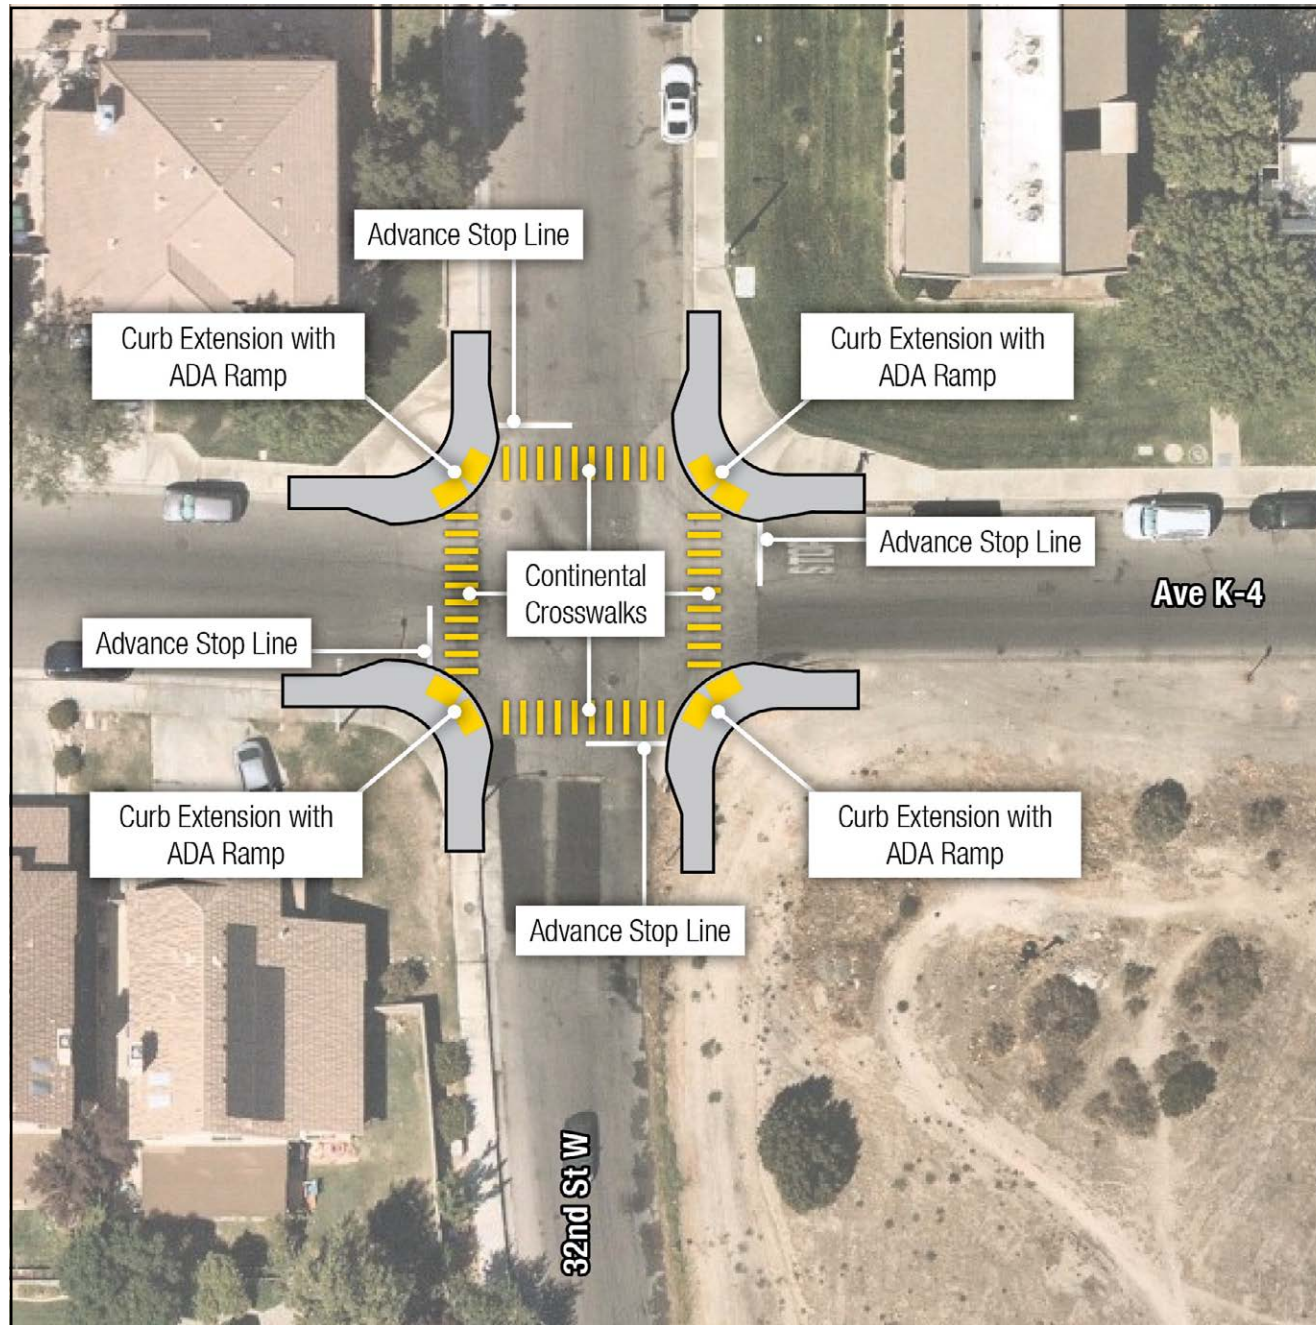 Advance Stop Line
Curb Extension with
ADA Ramp
Curb Extension with
ADA Ramp
Advance Stop Line
STOP
Continental
Crosswalks
Ave K-4
Advance Stop Line
Curb Extension with
ADA Ramp
Curb Extension with
ADA Ramp
Advance Stop Line
32nd St W